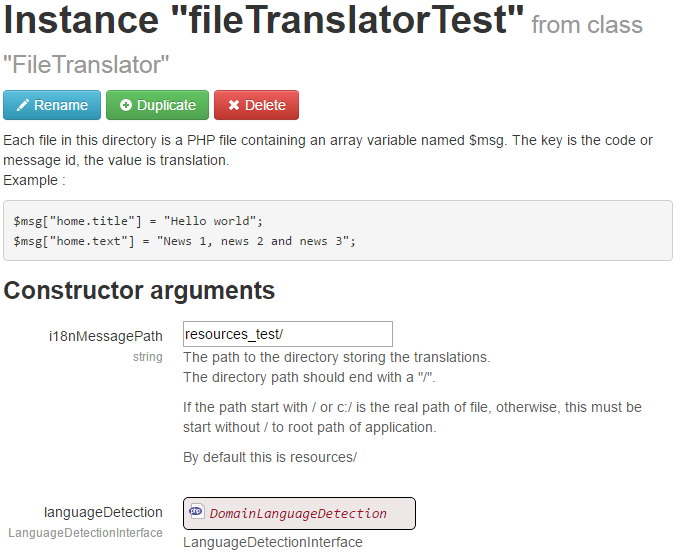 Instance "fileTranslatorTest" from class
"FileTranslator"
Rename Duplicate Delete
Each file in this directory is a PHP file containing an array variable named $msg. The key is the code or
message id, the value is translation.
Example :
$msg["home.title"] = "Hello world";
$msg["home.text"] = "News 1, news 2 and news 3";
Constructor arguments
i18nMessagePath resources_test/
string The path to the directory storing the translations.
The directory path should end with a "/".
If the path start with / or c:/ is the real path of file, otherwise, this must be
start without / to root path of application.
By default this is resources/
languageDetection php DomainLanguageDetection
LanguageDetectionInterface LanguageDetectionInterface